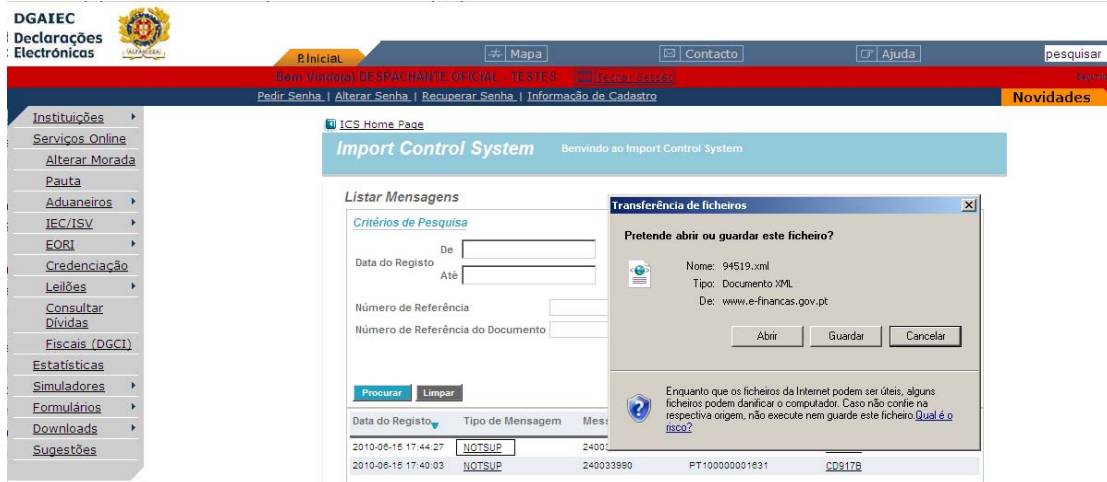 DGAIEC
Declarações
Electrónicas
P.Inicial
Mapa
Contacto
Ajuda
pesquisar
Bem Vindo(a) DESPACHANTE OFICIAL - TESTES
Fechar Sessão
Pedir Senha | Alterar Senha | Recuperar Senha | Informação de Cadastro
Novidades
Instituições
Serviços Online
Alterar Morada
Pauta
Aduaneiros
IEC/ISV
EORI
Credenciação
Leilões
Consultar
Dívidas
Fiscais (DGCI)
Estatísticas
Simuladores
Formulários
Downloads
Sugestões
ICS Home Page
Import Control System Benvindo ao Import Control System
Listar Mensagens
Critérios de Pesquisa
Data do Registo
De
Até
Número de Referência
Número de Referência do Documento
Procurar Limpar
Data do Registo Tipo de Mensagem
2010-06-15 17:44:27 NOTSUP
2010-06-15 17:40:03 NOTSUP 240033990 PT100000001631 CD917B
Transferência de ficheiros
Pretende abrir ou guardar este ficheiro?
Nome: 94519.xml
Tipo: Documento XML
De: www.e-financas.gov.pt
Abrir Guardar Cancelar
Enquanto que os ficheiros da Internet podem ser úteis, alguns
ficheiros podem danificar o computador. Caso não confie na
respectiva origem, não execute nem guarde este ficheiro. Qual é o
risco?